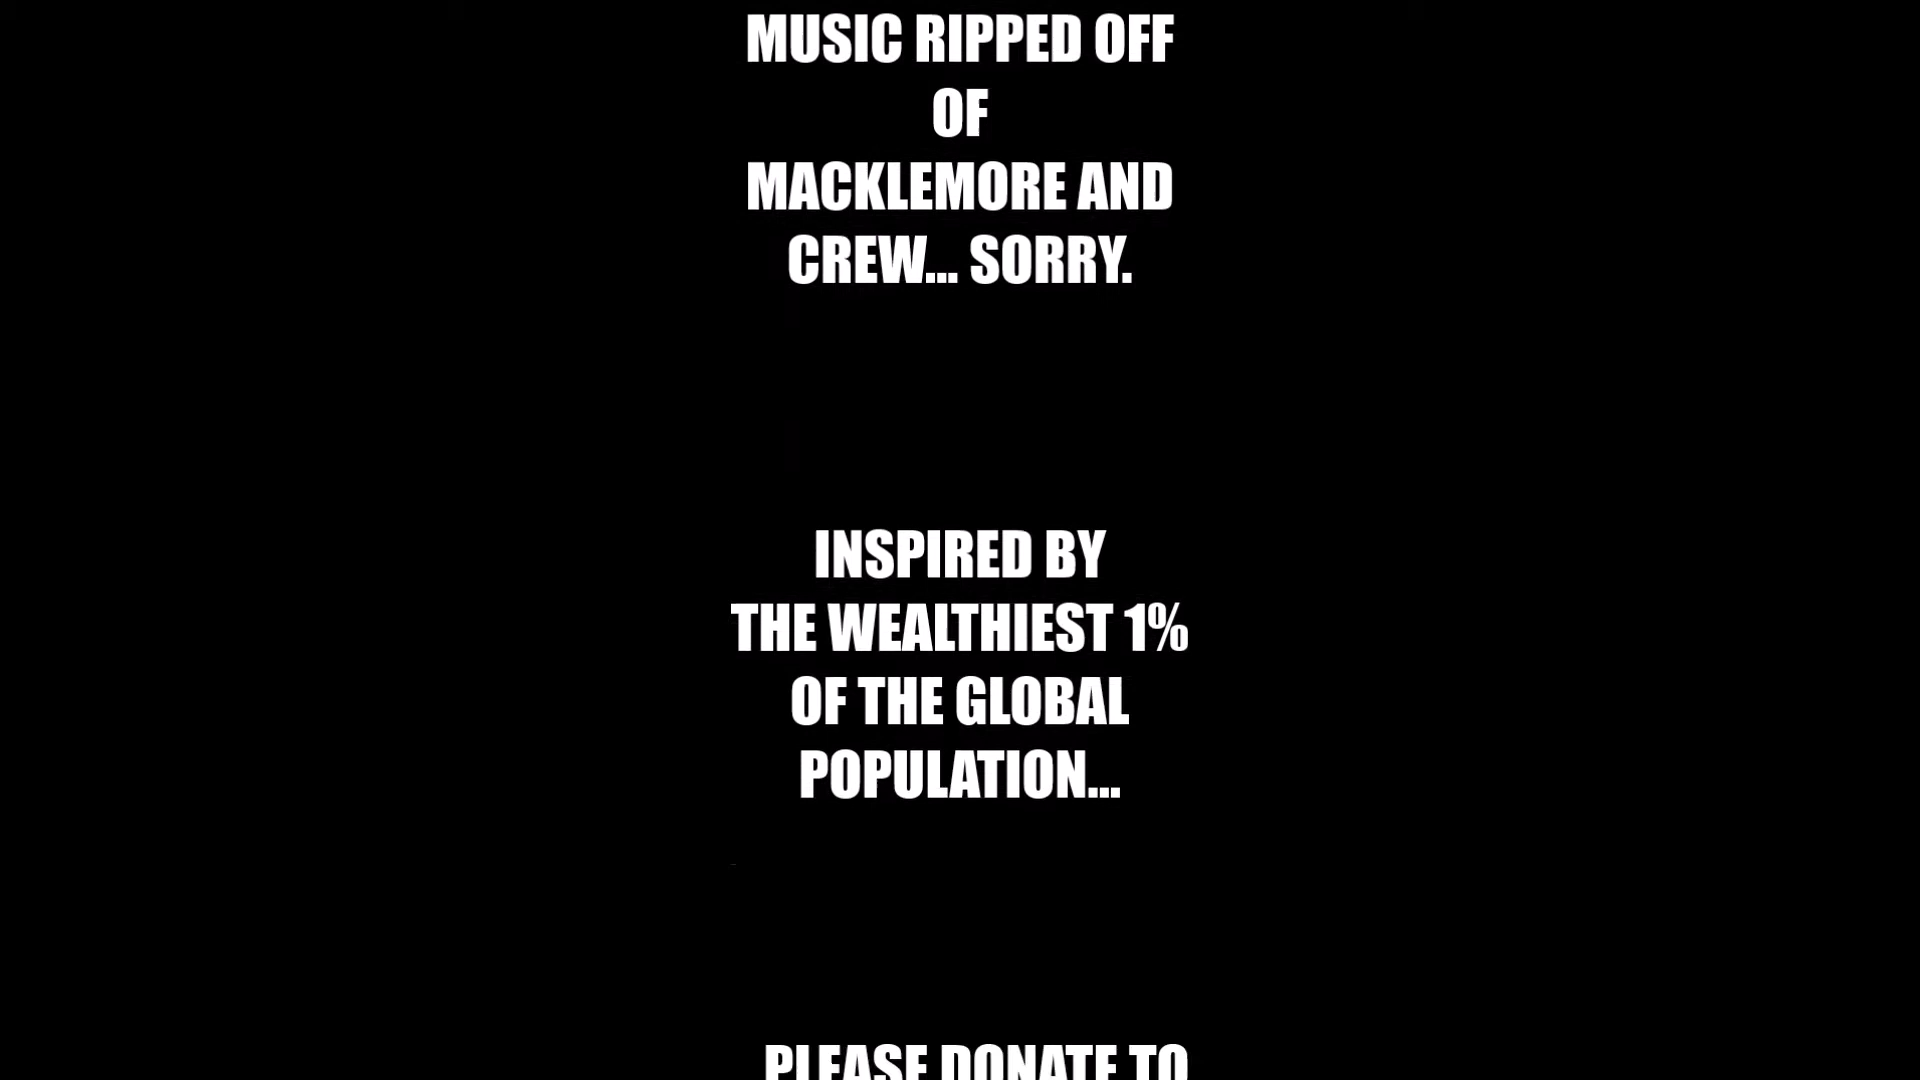 MUSIC RIPPED OFF
OF
MACKLEMORE AND
CREW... SORRY.
INSPIRED BY
THE WEALTHIEST 1%
OF THE GLOBAL
POPULATION...
PLEASE DONATE TO